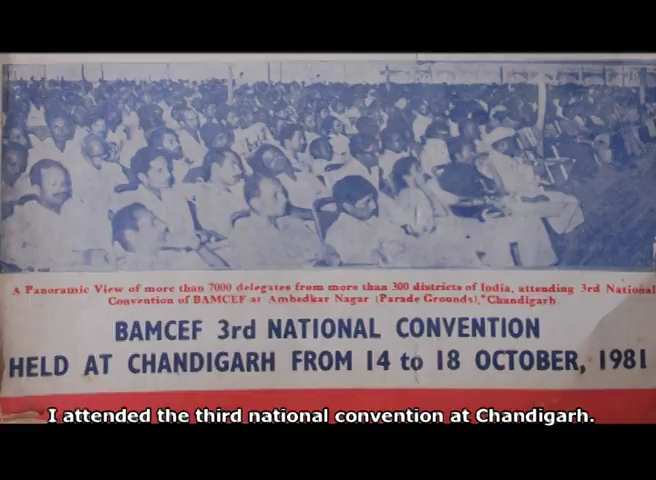 A Panoramic View of more than 7000 delegates from more than 300 districts of India, attending 3rd National
Convention of BAMCEF at Ambedkar Nagar (Parade Grounds), Chandigarh.
BAMCEF 3rd NATIONAL CONVENTION
HELD AT CHANDIGARH FROM 14 to 18 OCTOBER, 1981
I attended the third national convention at Chandigarh.